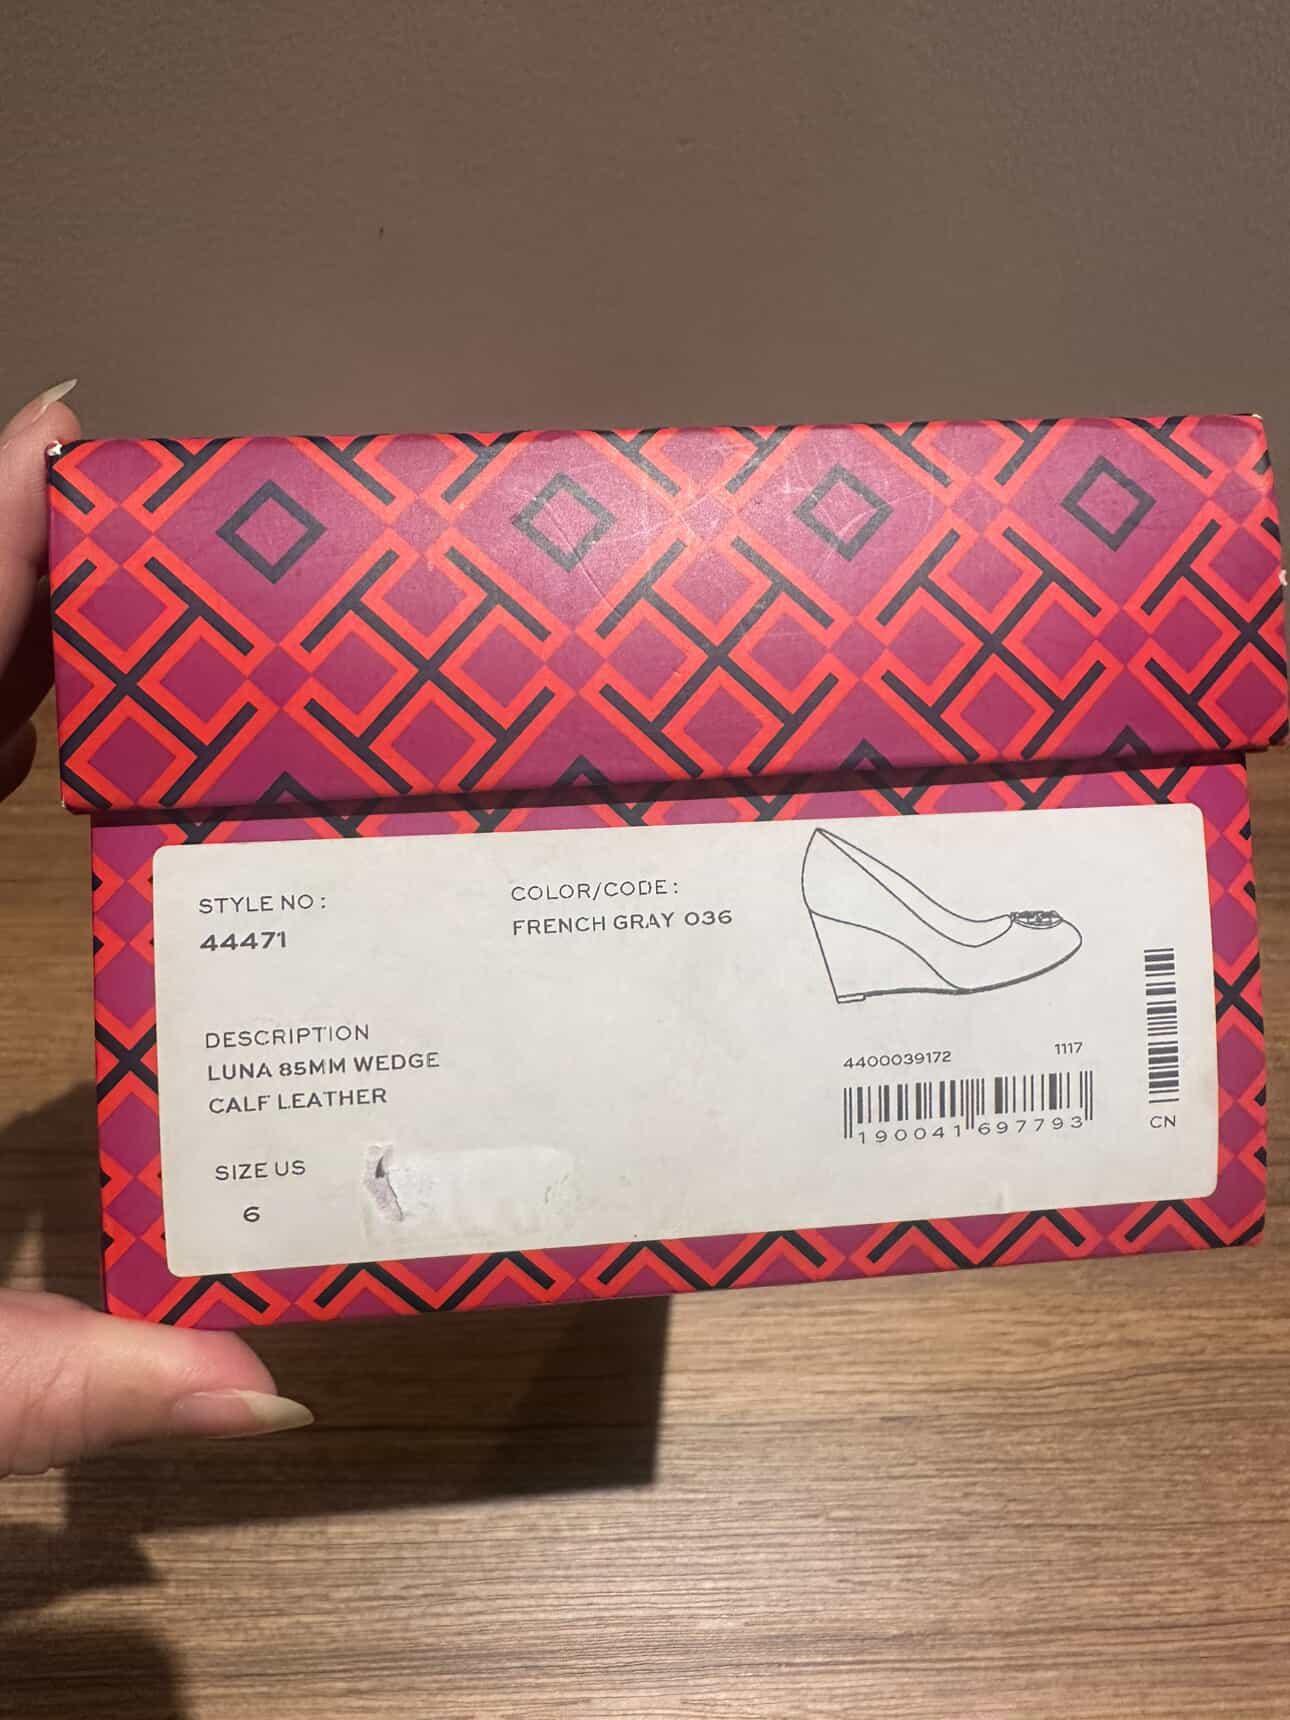 STYLE NO :
44471
COLOR/CODE :
FRENCH GRAY 036
DESCRIPTION
LUNA 85MM WEDGE
CALF LEATHER
SIZE US
6
4400039172 1117
190041 697793
CN